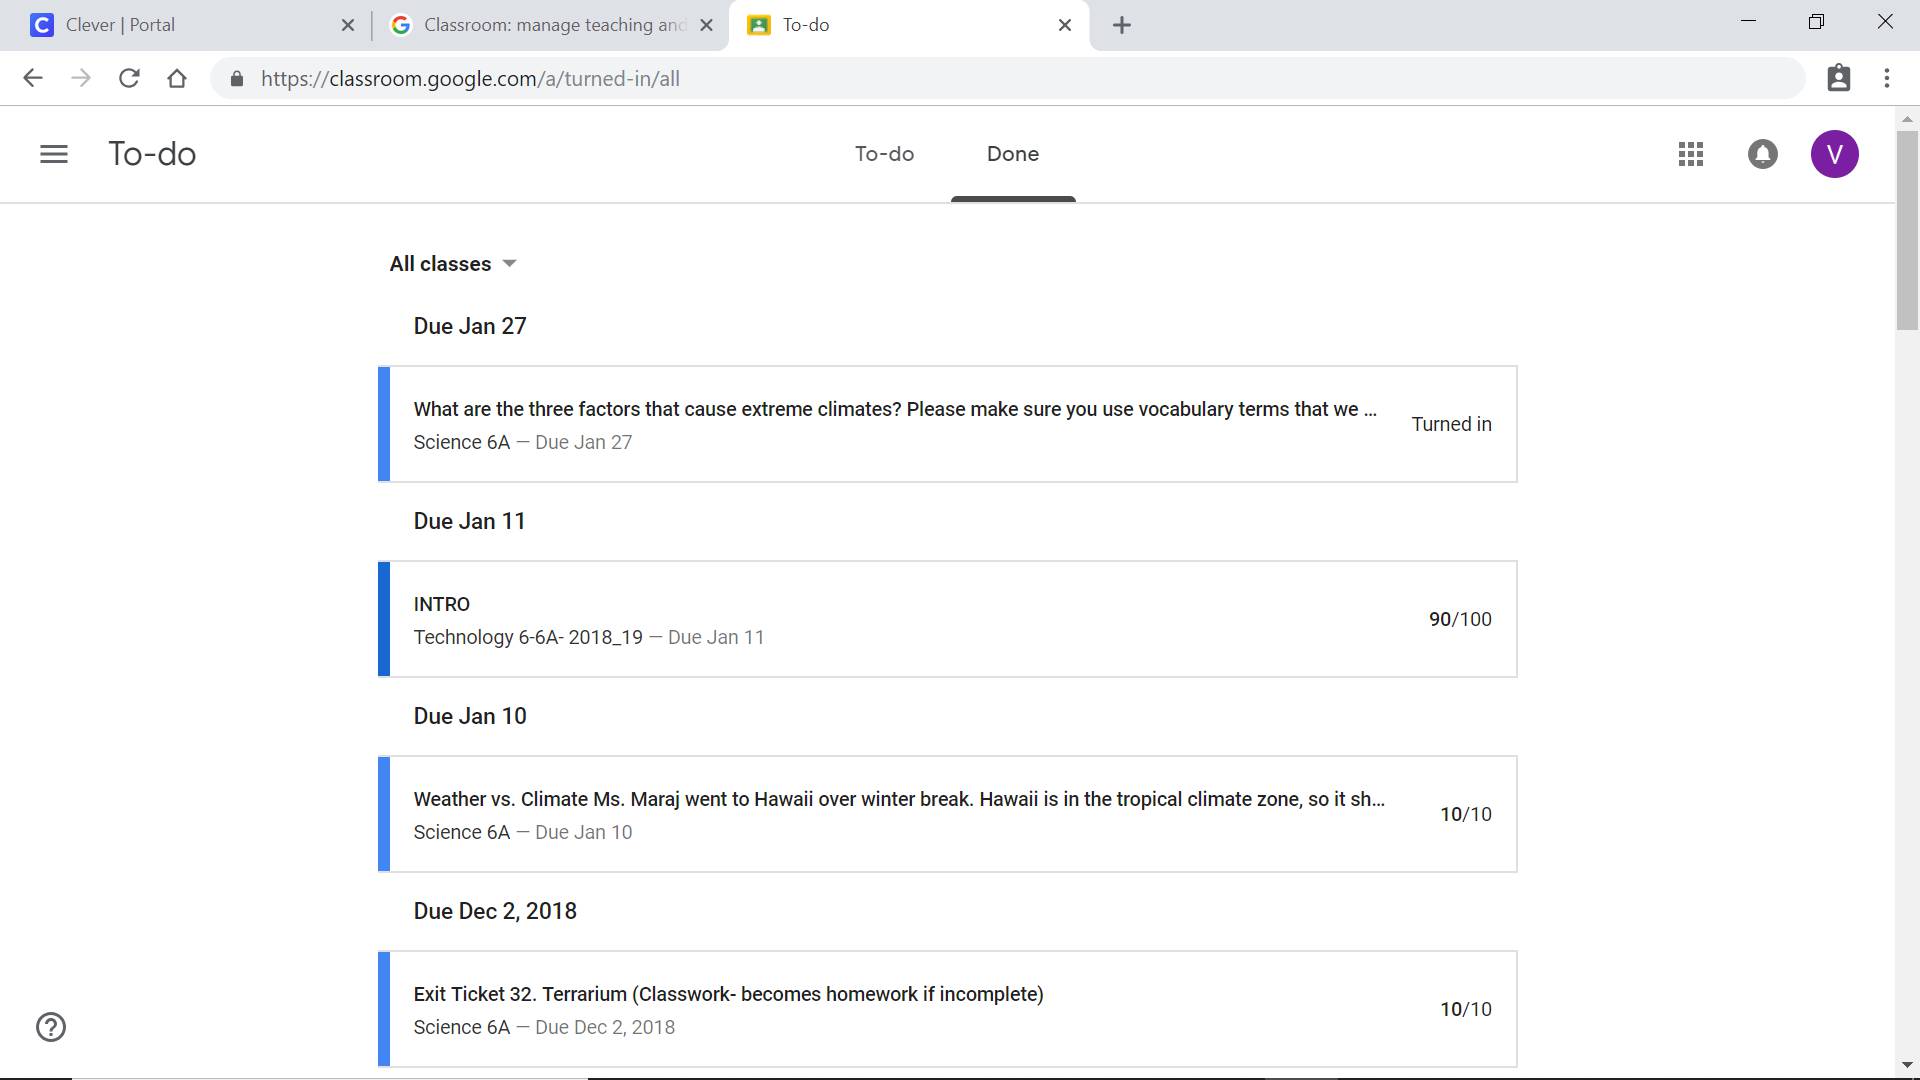 Clever | Portal
Classroom: manage teaching and
To-do
https://classroom.google.com/a/turned-in/all
To-do
To-do
Done
V
All classes
Due Jan 27
What are the three factors that cause extreme climates? Please make sure you use vocabulary terms that we ...
Turned in
Science 6A — Due Jan 27
Due Jan 11
INTRO
90/100
Technology 6-6A- 2018_19 — Due Jan 11
Due Jan 10
Weather vs. Climate Ms. Maraj went to Hawaii over winter break. Hawaii is in the tropical climate zone, so it sh...
10/10
Science 6A — Due Jan 10
Due Dec 2, 2018
Exit Ticket 32. Terrarium (Classwork- becomes homework if incomplete)
10/10
Science 6A — Due Dec 2, 2018